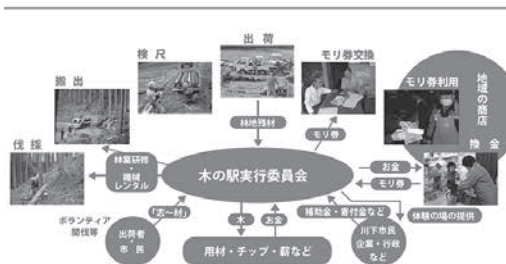 出荷
検尺
モリ券交換
搬出
モリ券利用
地域の商店
伐採
林地残材
モリ券
換金
林業研修
・
機械
レンタル
木の駅実行委員会
お金
モリ券
ボランティア
間伐等
「志～材」
木
お金
補助金・寄付金など
体験の場の提供
出荷者
・
市民
用材・チップ・薪など
川下市民
企業・行政
など